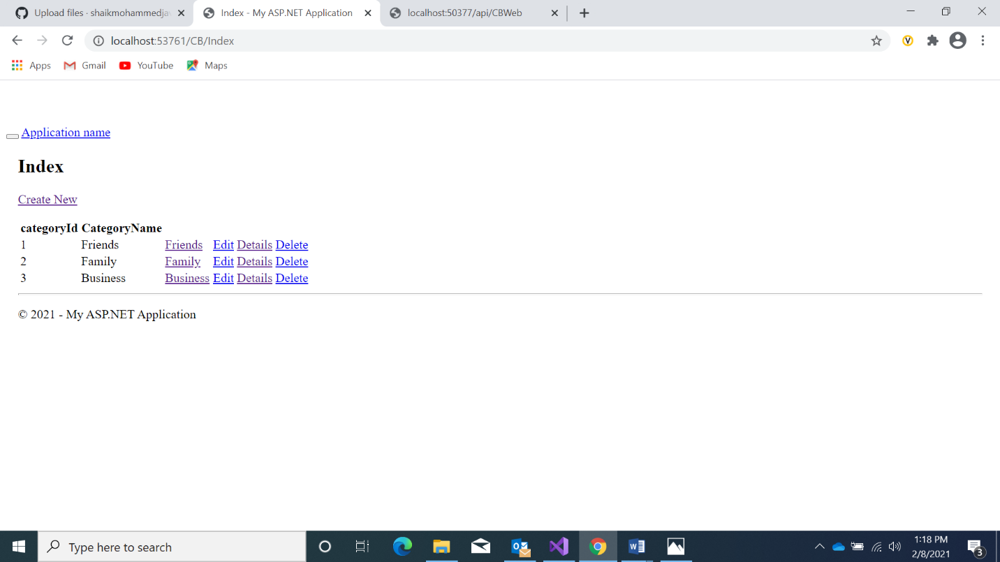 Upload files · shaikmohammedja
Index - My ASP.NET Application
localhost:50377/api/CBWeb
localhost:53761/CB/Index
Apps Gmail YouTube Maps
Application name
Index
Create New
categoryId CategoryName
1 Friends Friends Edit Details Delete
2 Family Family Edit Details Delete
3 Business Business Edit Details Delete
© 2021 - My ASP.NET Application
Type here to search
1:18 PM
2/8/2021
3